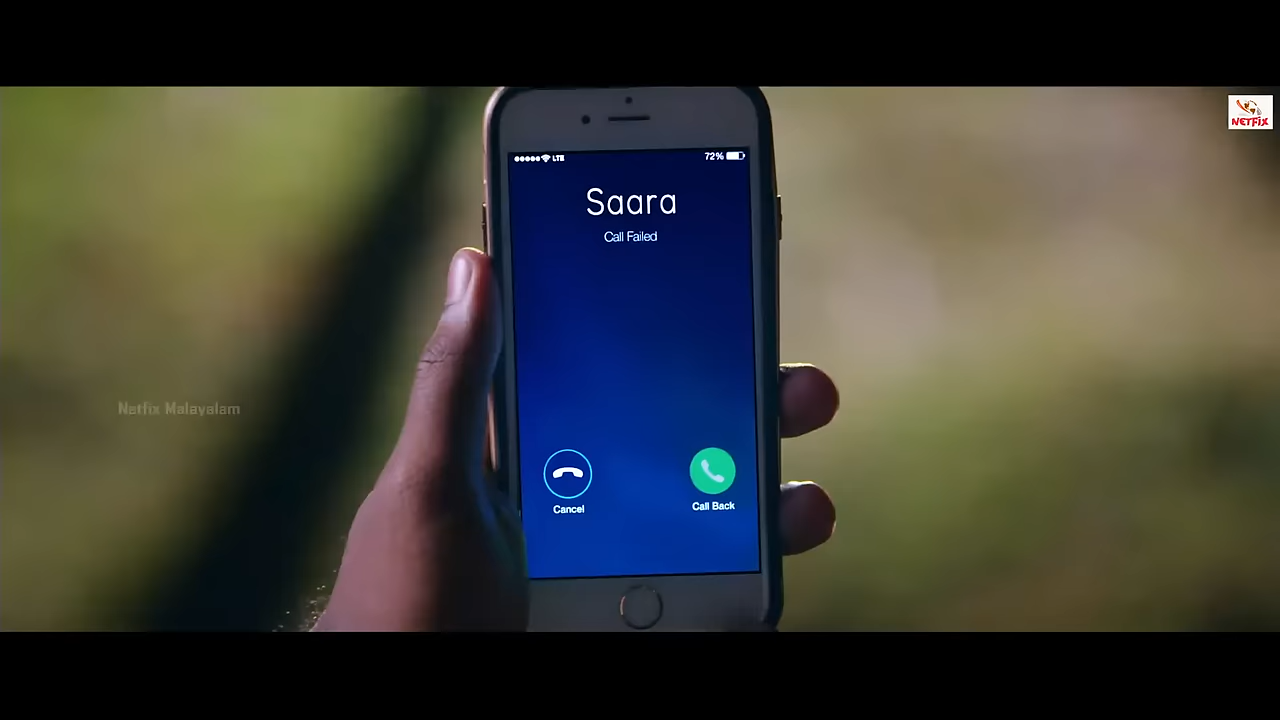 NETFIX
LTE
72%
Saara
Call Failed
Natfix Malayalam
Cancel
Call Back